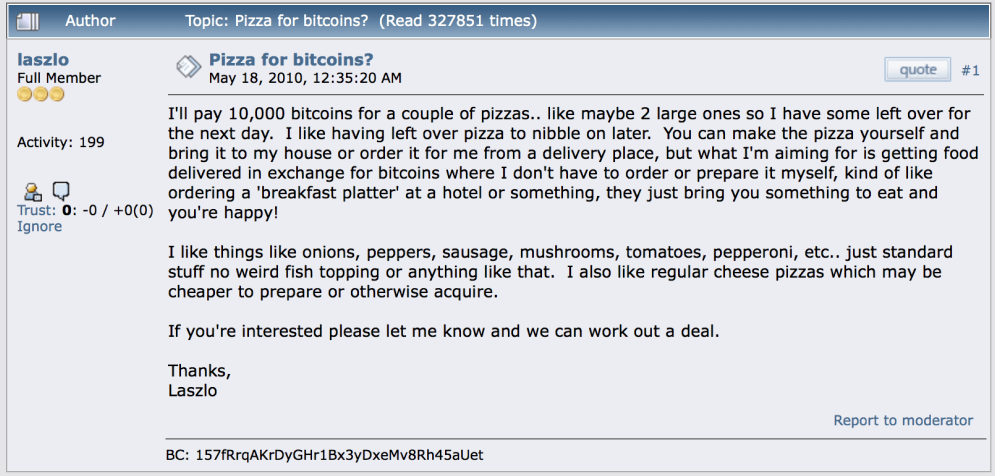 Author Topic: Pizza for bitcoins? (Read 327851 times)
laszlo
Full Member
Activity: 199
Trust: 0: -0 / +0(0)
Ignore
Pizza for bitcoins?
May 18, 2010, 12:35:20 AM
quote #1
I'll pay 10,000 bitcoins for a couple of pizzas.. like maybe 2 large ones so I have some left over for
the next day.  I like having left over pizza to nibble on later.  You can make the pizza yourself and
bring it to my house or order it for me from a delivery place, but what I'm aiming for is getting food
delivered in exchange for bitcoins where I don't have to order or prepare it myself, kind of like
ordering a 'breakfast platter' at a hotel or something, they just bring you something to eat and
you're happy!
I like things like onions, peppers, sausage, mushrooms, tomatoes, pepperoni, etc.. just standard
stuff no weird fish topping or anything like that.  I also like regular cheese pizzas which may be
cheaper to prepare or otherwise acquire.
If you're interested please let me know and we can work out a deal.
Thanks,
Laszlo
Report to moderator
BC: 157fRrqAKrDyGHr1Bx3yDxeMv8Rh45aUet